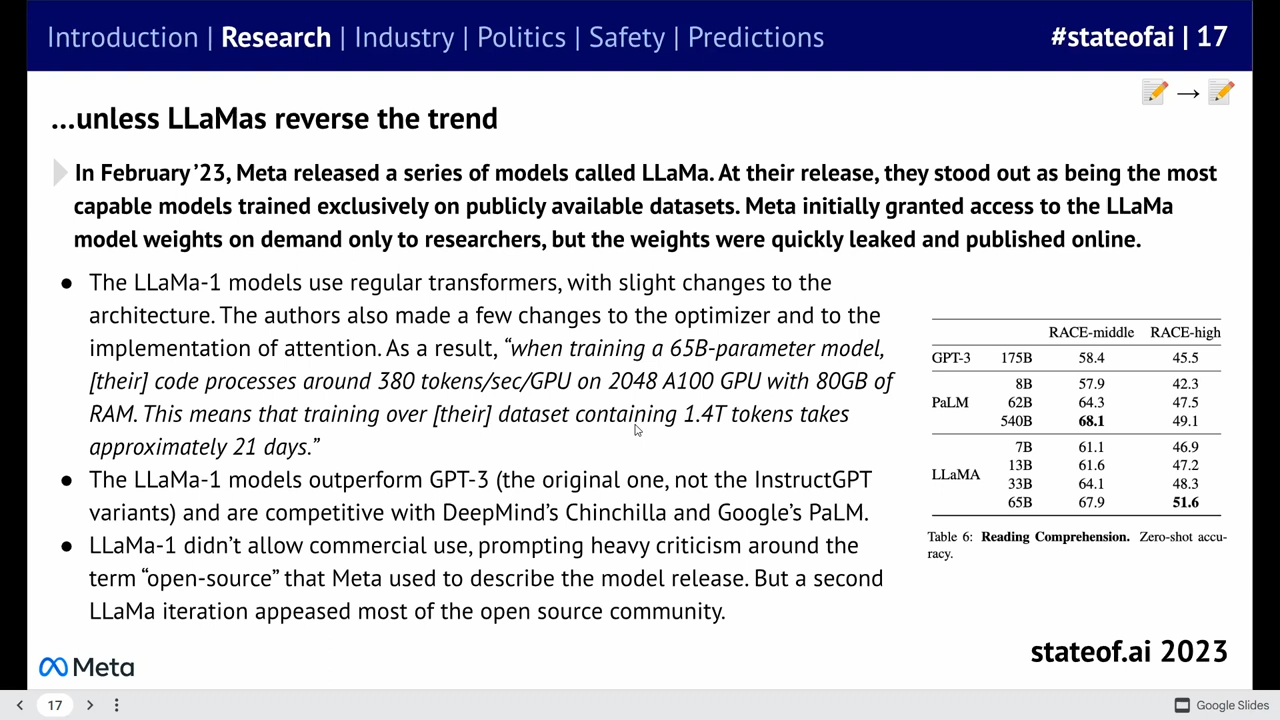 Introduction | Research | Industry | Politics | Safety | Predictions
#stateofai | 17
...unless LLaMas reverse the trend
In February ’23, Meta released a series of models called LLaMa. At their release, they stood out as being the most
capable models trained exclusively on publicly available datasets. Meta initially granted access to the LLaMa
model weights on demand only to researchers, but the weights were quickly leaked and published online.
● The LLaMa-1 models use regular transformers, with slight changes to the
architecture. The authors also made a few changes to the optimizer and to the
implementation of attention. As a result, “when training a 65B-parameter model,
[their] code processes around 380 tokens/sec/GPU on 2048 A100 GPU with 80GB of
RAM. This means that training over [their] dataset containing 1.4T tokens takes
approximately 21 days.”
● The LLaMa-1 models outperform GPT-3 (the original one, not the InstructGPT
variants) and are competitive with DeepMind’s Chinchilla and Google’s PaLM.
● LLaMa-1 didn’t allow commercial use, prompting heavy criticism around the
term “open-source” that Meta used to describe the model release. But a second
LLaMa iteration appeased most of the open source community.
RACE-middle RACE-high
GPT-3 175B 58.4 45.5
8B 57.9 42.3
PaLM 62B 64.3 47.5
540B 68.1 49.1
7B 61.1 46.9
13B 61.6 47.2
LLaMA
33B 64.1 48.3
65B 67.9 51.6
Table 6: Reading Comprehension. Zero-shot accu-
racy.
Meta
stateof.ai 2023
17
Google Slides